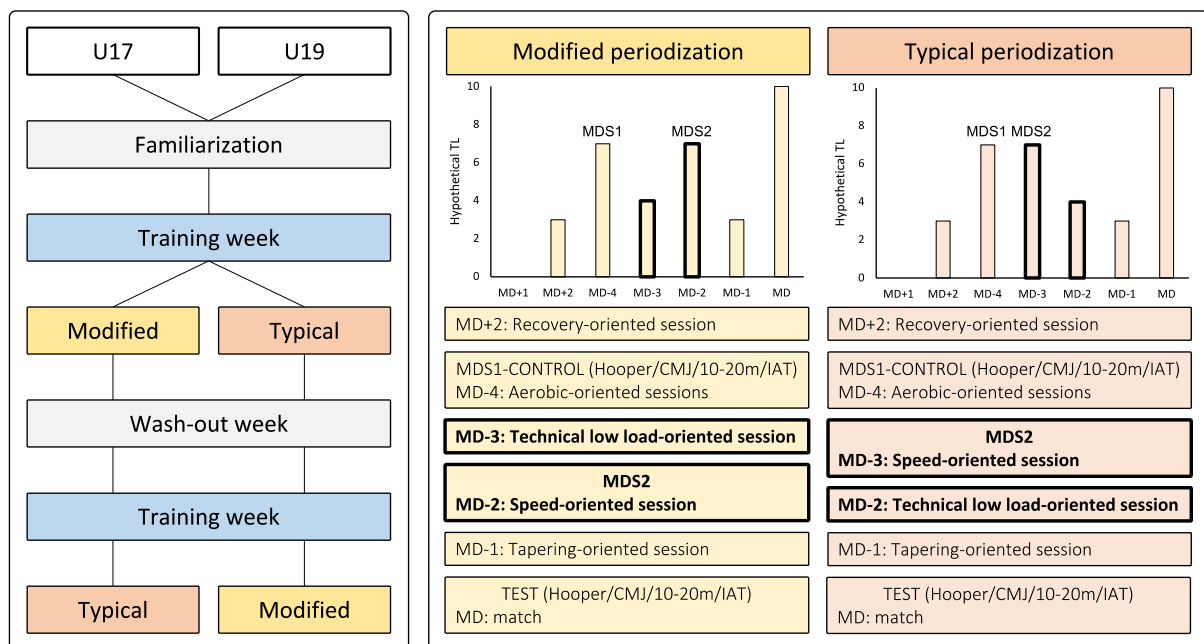 U17
U19
Familiarization
Training week
Modified
Typical
Wash-out week
Training week
Typical
Modified
Modified periodization
Hypothetical TL
10
8
6
4
2
0
MDS1
MDS2
MD+1
MD+2
MD-4
MD-3
MD-2
MD-1
MD
MD+2: Recovery-oriented session
MDS1-CONTROL (Hooper/CMJ/10-20m/IAT)
MD-4: Aerobic-oriented sessions
MD-3: Technical low load-oriented session
MDS2
MD-2: Speed-oriented session
MD-1: Tapering-oriented session
TEST (Hooper/CMJ/10-20m/IAT)
MD: match
Typical periodization
Hypothetical TL
10
8
6
4
2
0
MDS1
MDS2
MD+1
MD+2
MD-4
MD-3
MD-2
MD-1
MD
MD+2: Recovery-oriented session
MDS1-CONTROL (Hooper/CMJ/10-20m/IAT)
MD-4: Aerobic-oriented sessions
MDS2
MD-3: Speed-oriented session
MD-2: Technical low load-oriented session
MD-1: Tapering-oriented session
TEST (Hooper/CMJ/10-20m/IAT)
MD: match